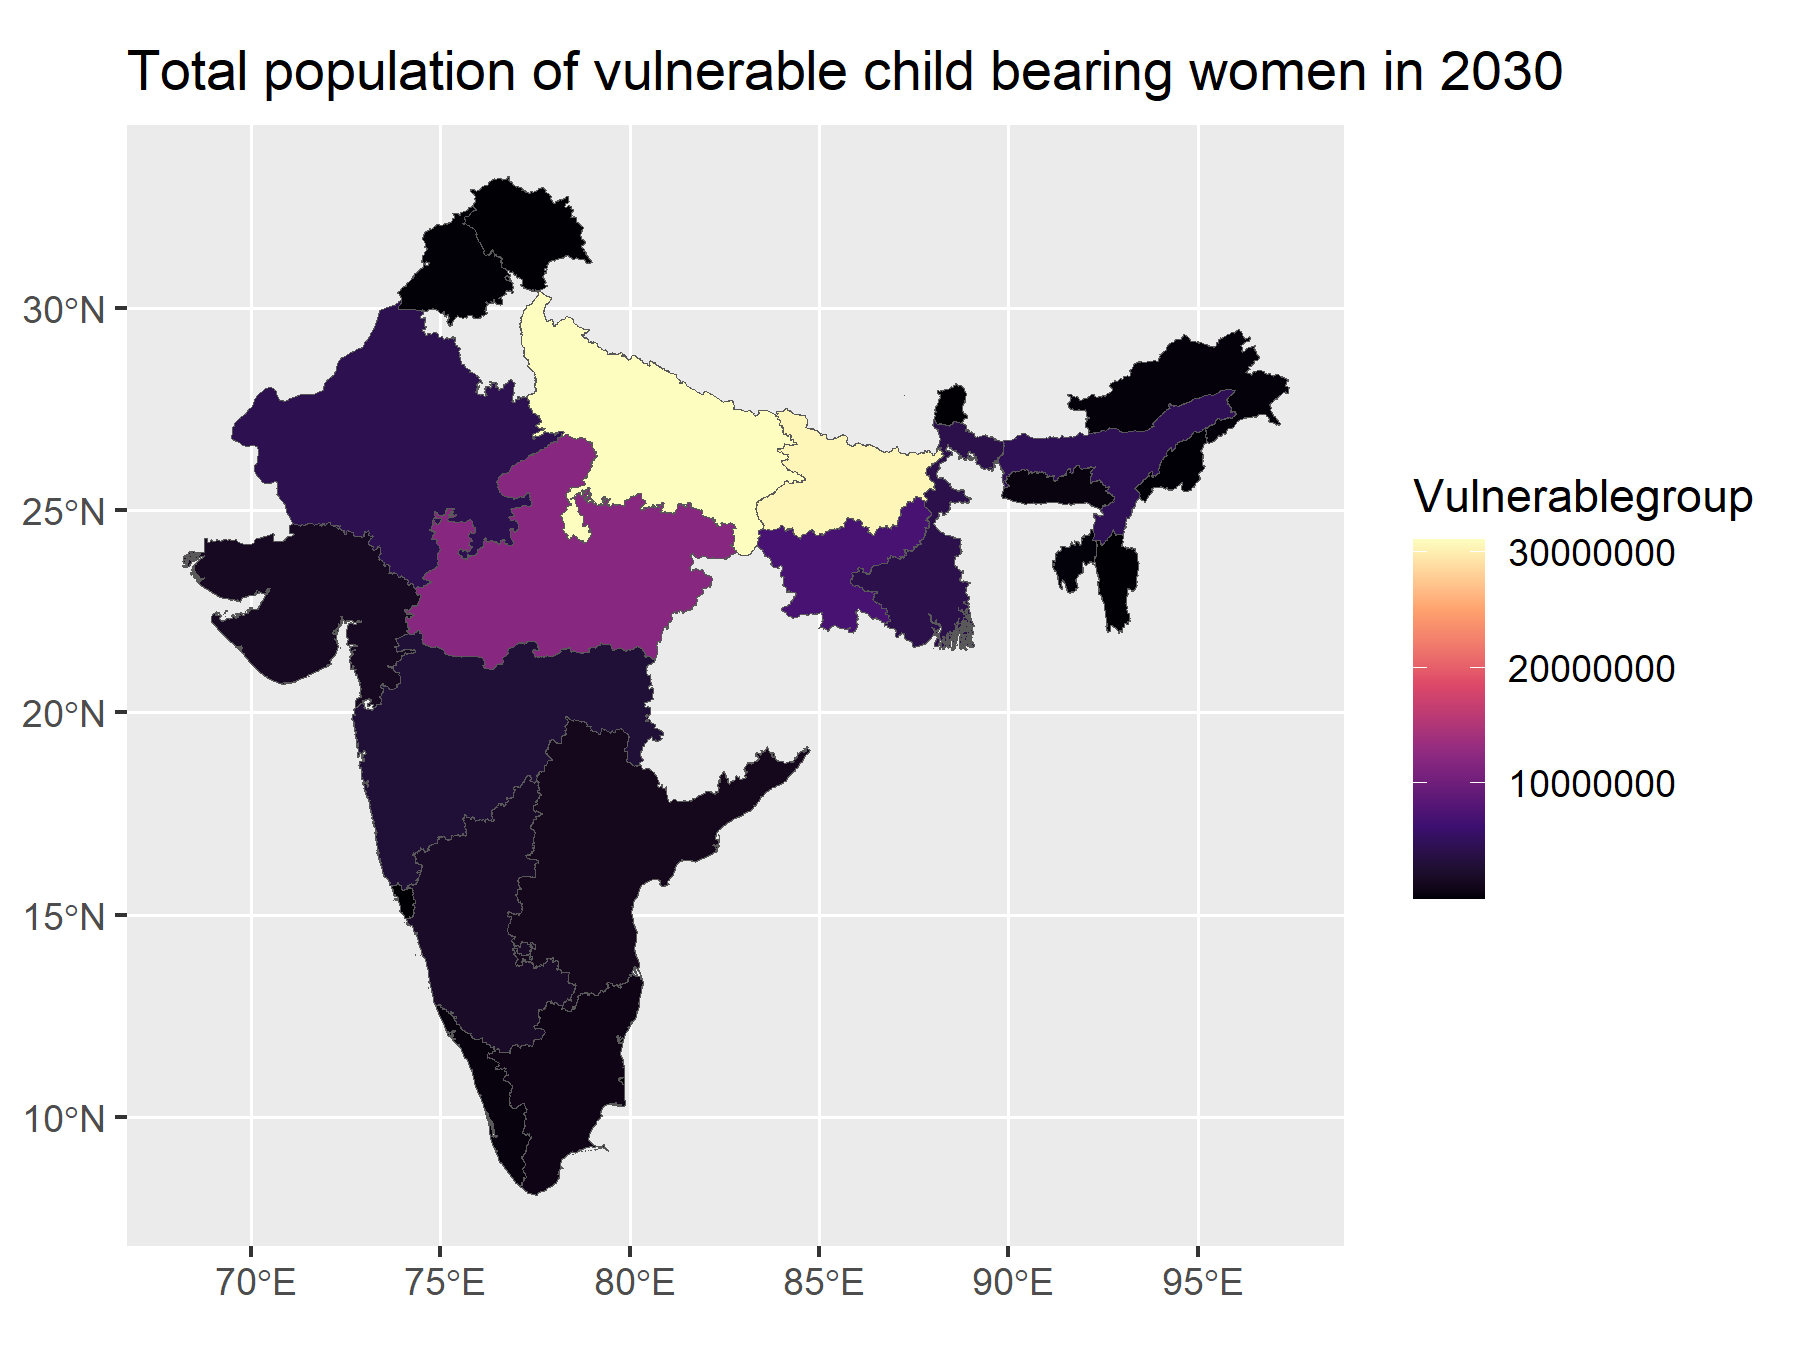 Total population of vulnerable child bearing women in 2030
30°N
25°N
20°N
15°N
10°N
70°E
75°E
80°E
85°E
90°E
95°E
Vulnerablegroup
30000000
20000000
10000000